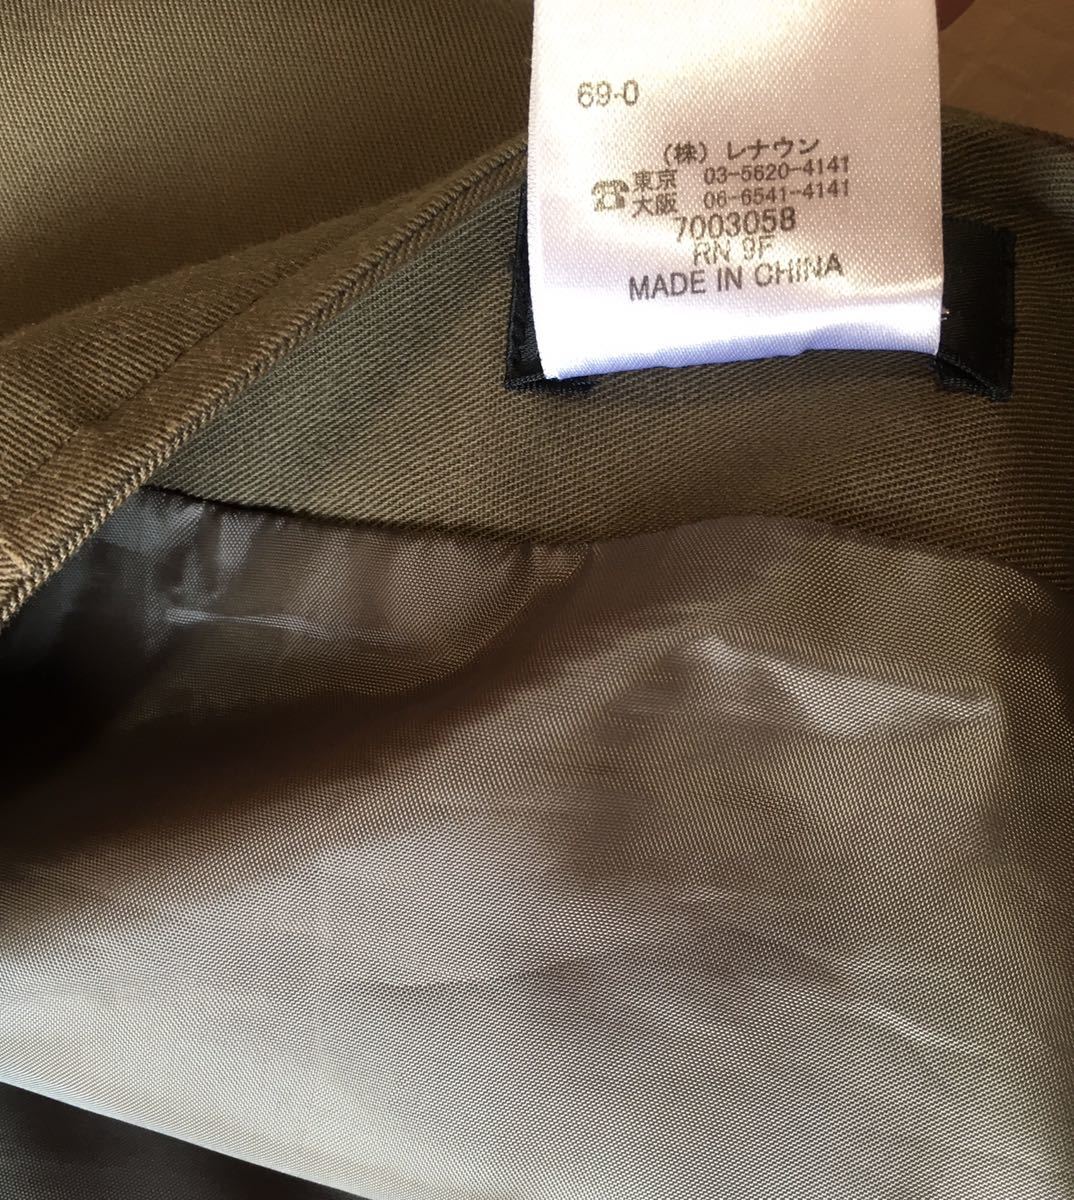 69-0
(株) レナウン
☎東京 03-5620-4141
大阪 06-6541-4141
7003058
RN 9F
MADE IN CHINA